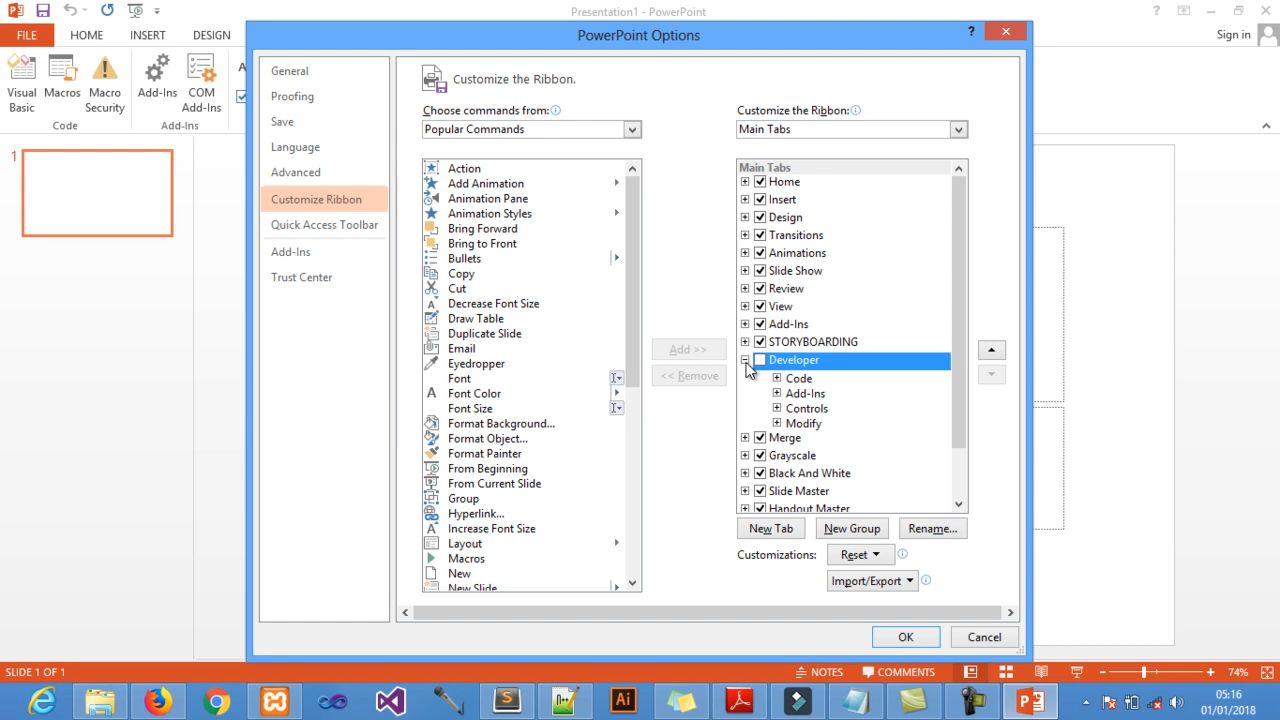 Presentation1 - PowerPoint
FILE
HOME
INSERT
DESIGN
Sign in
Visual Basic
Macros
Macro Security
Add-Ins
COM Add-Ins
Code
Add-Ins
1
PowerPoint Options
General
Proofing
Save
Language
Advanced
Customize Ribbon
Quick Access Toolbar
Add-Ins
Trust Center
Customize the Ribbon.
Choose commands from:
Popular Commands
Action
Add Animation
Animation Pane
Animation Styles
Bring Forward
Bring to Front
Bullets
Copy
Cut
Decrease Font Size
Draw Table
Duplicate Slide
Email
Eyedropper
Font
Font Color
Font Size
Format Background...
Format Object...
Format Painter
From Beginning
From Current Slide
Group
Hyperlink...
Increase Font Size
Layout
Macros
New
New Slide
Add >>
<< Remove
Customize the Ribbon:
Main Tabs
Main Tabs
Home
Insert
Design
Transitions
Animations
Slide Show
Review
View
Add-Ins
STORYBOARDING
Developer
Code
Add-Ins
Controls
Modify
Merge
Grayscale
Black And White
Slide Master
Handout Master
New Tab
New Group
Rename...
Customizations:
Reset
Import/Export
OK
Cancel
SLIDE 1 OF 1
NOTES
COMMENTS
74%
05:16
01/01/2018